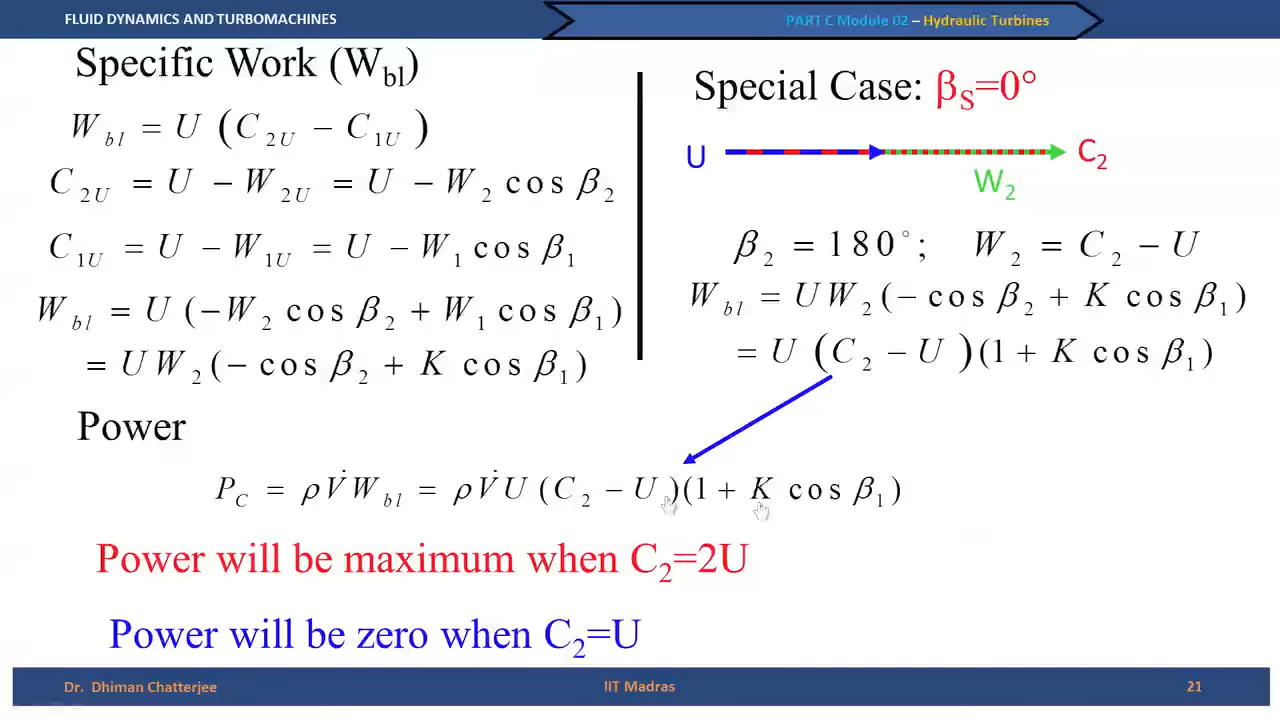 FLUID DYNAMICS AND TURBOMACHINES
PART C Module 02 – Hydraulic Turbines
Specific Work (W_bl)
W_bl = U (C_2U − C_1U)
C_2U = U − W_2U = U − W_2 cos β_2
C_1U = U − W_1U = U − W_1 cos β_1
W_bl = U (−W_2 cos β_2 + W_1 cos β_1)
= U W_2 (− cos β_2 + K cos β_1)
Special Case: β_S=0°
U
C_2
W_2
β_2 = 180°; W_2 = C_2 − U
W_bl = U W_2 (− cos β_2 + K cos β_1)
= U (C_2 − U)(1 + K cos β_1)
Power
P_C = ρ V̇ W_bl = ρ V̇ U (C_2 − U)(1 + K cos β_1)
Power will be maximum when C_2=2U
Power will be zero when C_2=U
Dr. Dhiman Chatterjee
IIT Madras
21